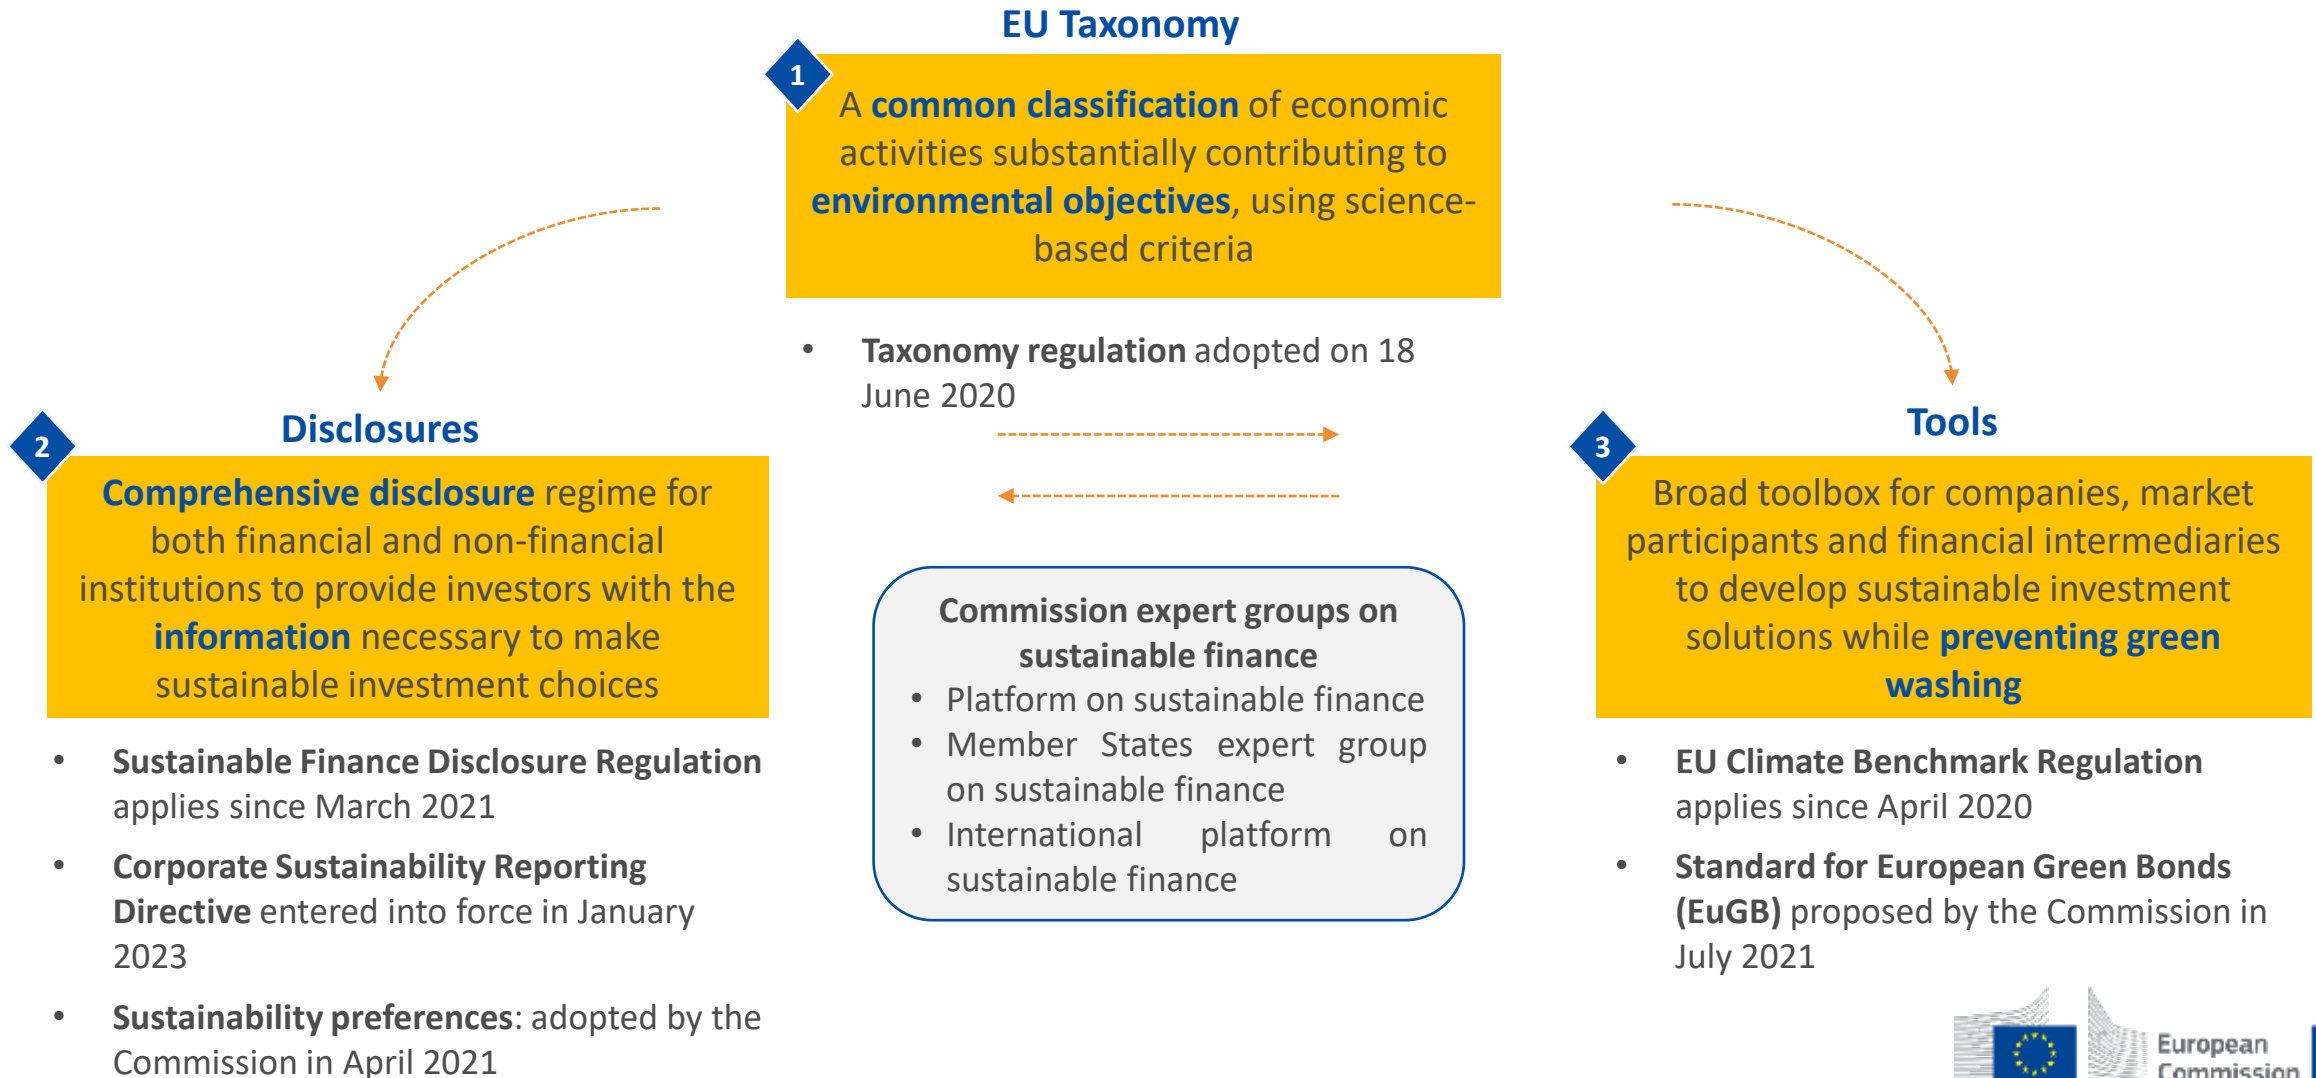 EU Taxonomy
1
A common classification of economic
activities substantially contributing to
environmental objectives, using science-
based criteria
• Taxonomy regulation adopted on 18
June 2020
2
Disclosures
Comprehensive disclosure regime for
both financial and non-financial
institutions to provide investors with the
information necessary to make
sustainable investment choices
• Sustainable Finance Disclosure Regulation
applies since March 2021
• Corporate Sustainability Reporting
Directive entered into force in January
2023
• Sustainability preferences: adopted by the
Commission in April 2021
Commission expert groups on
sustainable finance
• Platform on sustainable finance
• Member States expert group
on sustainable finance
• International platform on
sustainable finance
3
Tools
Broad toolbox for companies, market
participants and financial intermediaries
to develop sustainable investment
solutions while preventing green
washing
• EU Climate Benchmark Regulation
applies since April 2020
• Standard for European Green Bonds
(EuGB) proposed by the Commission in
July 2021
European
Commission